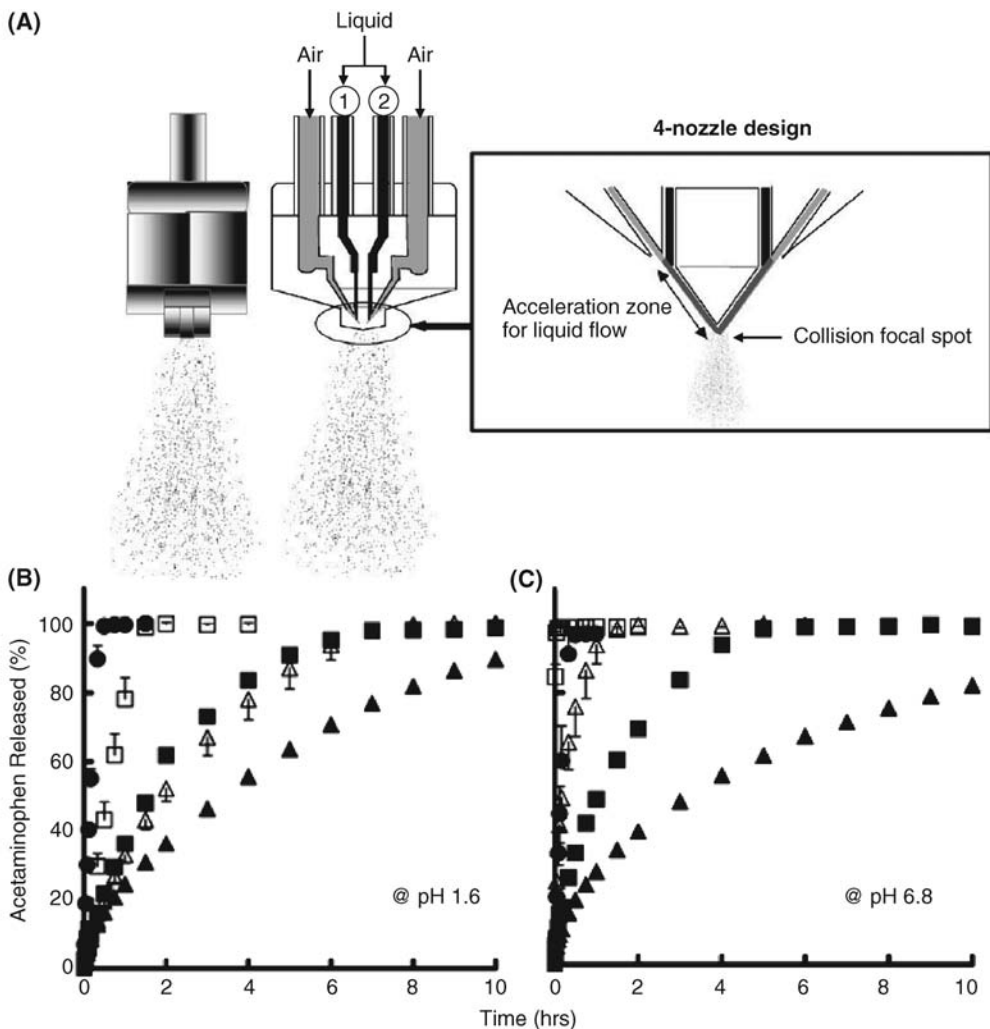 (A)
Liquid
Air
Air
1
2
4-nozzle design
Acceleration zone
for liquid flow
Collision focal spot
(B)
(C)
Acetaminophen Released (%)
100
80
60
40
20
0
@ pH 1.6
@ pH 6.8
0 2 4 6 8 10
0 2 4 6 8 10
Time (hrs)